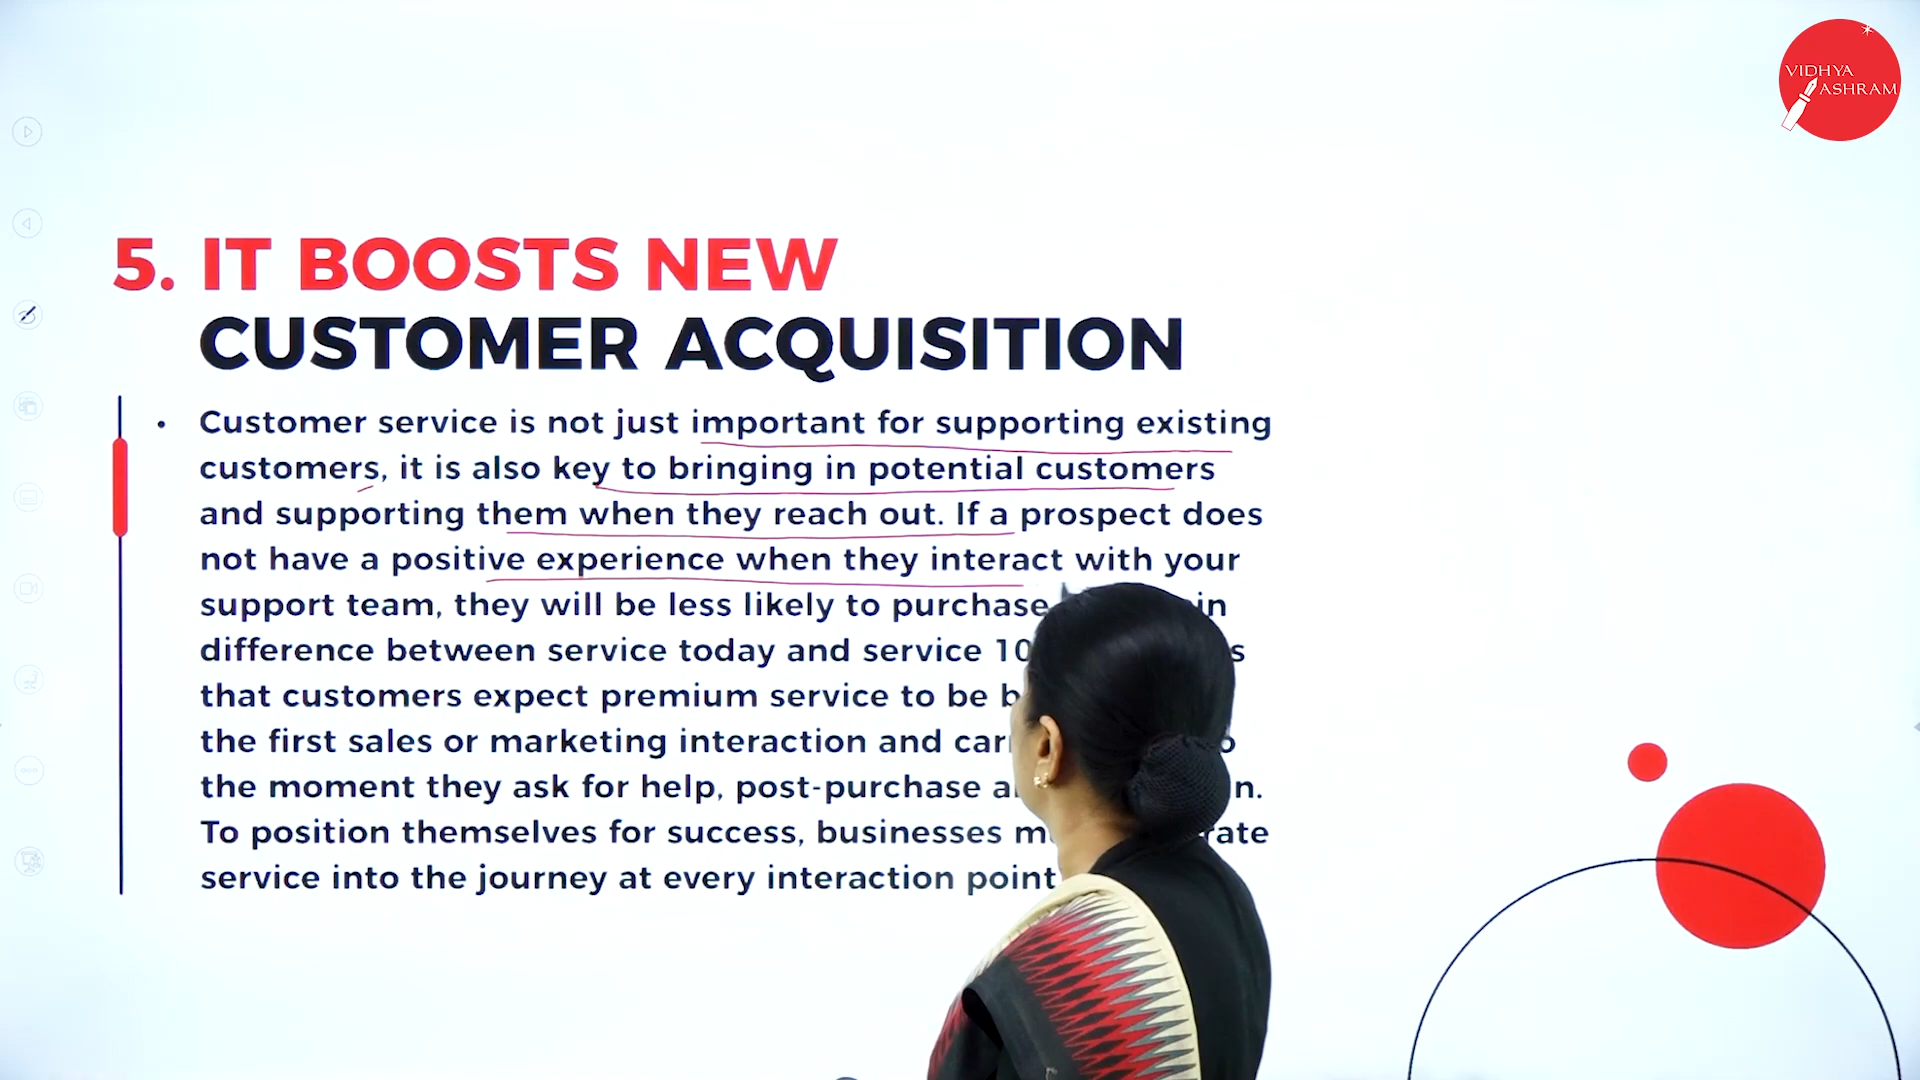 VIDHYA
ASHRAM
5. IT BOOSTS NEW
CUSTOMER ACQUISITION
• Customer service is not just important for supporting existing
customers, it is also key to bringing in potential customers
and supporting them when they reach out. If a prospect does
not have a positive experience when they interact with your
support team, they will be less likely to purchase
difference between service today and service
that customers expect premium service to be
the first sales or marketing interaction and
the moment they ask for help, post-purchase
To position themselves for success, businesses
service into the journey at every interaction point